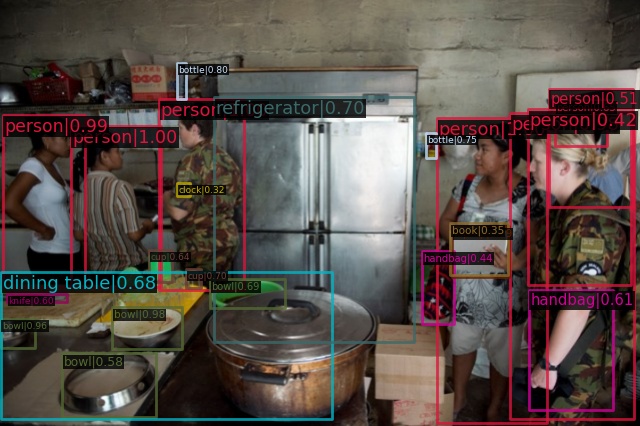 bottle|0.80
person|0.99
person|1.00
person
refrigerator|0.70
bottle|0.75
person|1.
pe
person|0.51
person|0.42
clock|0.32
book|0.35
cup|0.64
cup|0.70
handbag|0.44
dining table|0.68
bowl|0.69
knife|0.60
handbag|0.61
bowl|0.96
bowl|0.98
bowl|0.58